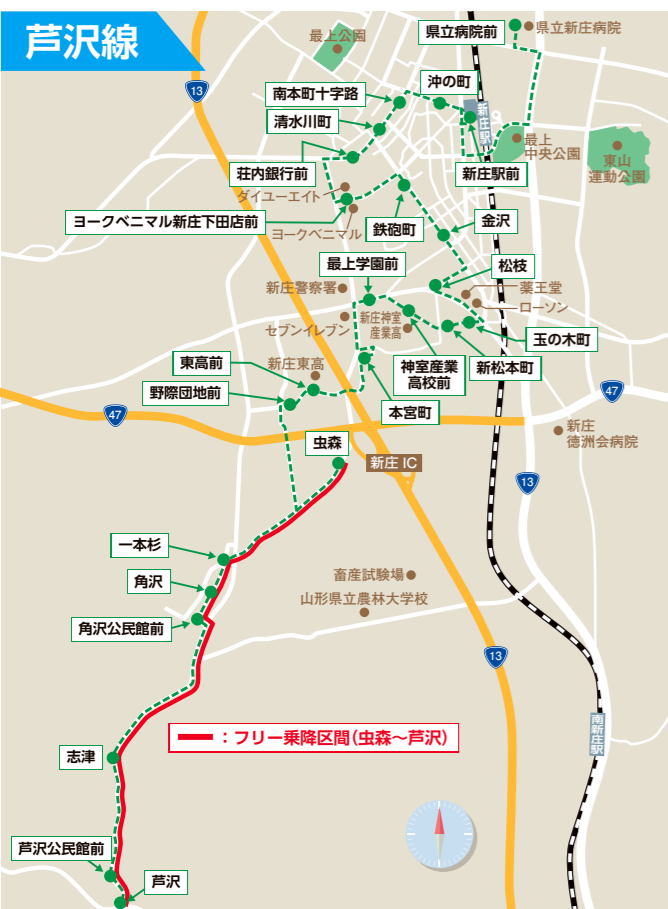 芦沢線
県立病院前
県立新庄病院
最上公園
13
沖の町
南本町十字路
新庄駅
清水川町
最上
中央公園
東山
運動公園
荘内銀行前
新庄駅前
ダイユーエイト
ヨークベニマル新庄下田店前
ヨークベニマル
鉄砲町
金沢
最上学園前
松枝
新庄警察署
薬王堂
ローソン
セブンイレブン
新庄神室
産業高
玉の木町
東高前
新庄東高
神室産業
高校前
新松本町
野際団地前
本宮町
47
47
虫森
新庄 IC
新庄
徳洲会病院
13
一本杉
角沢
畜産試験場
山形県立農林大学校
角沢公民館前
13
:フリー乗降区間(虫森〜芦沢)
南新庄駅
志津
芦沢公民館前
芦沢